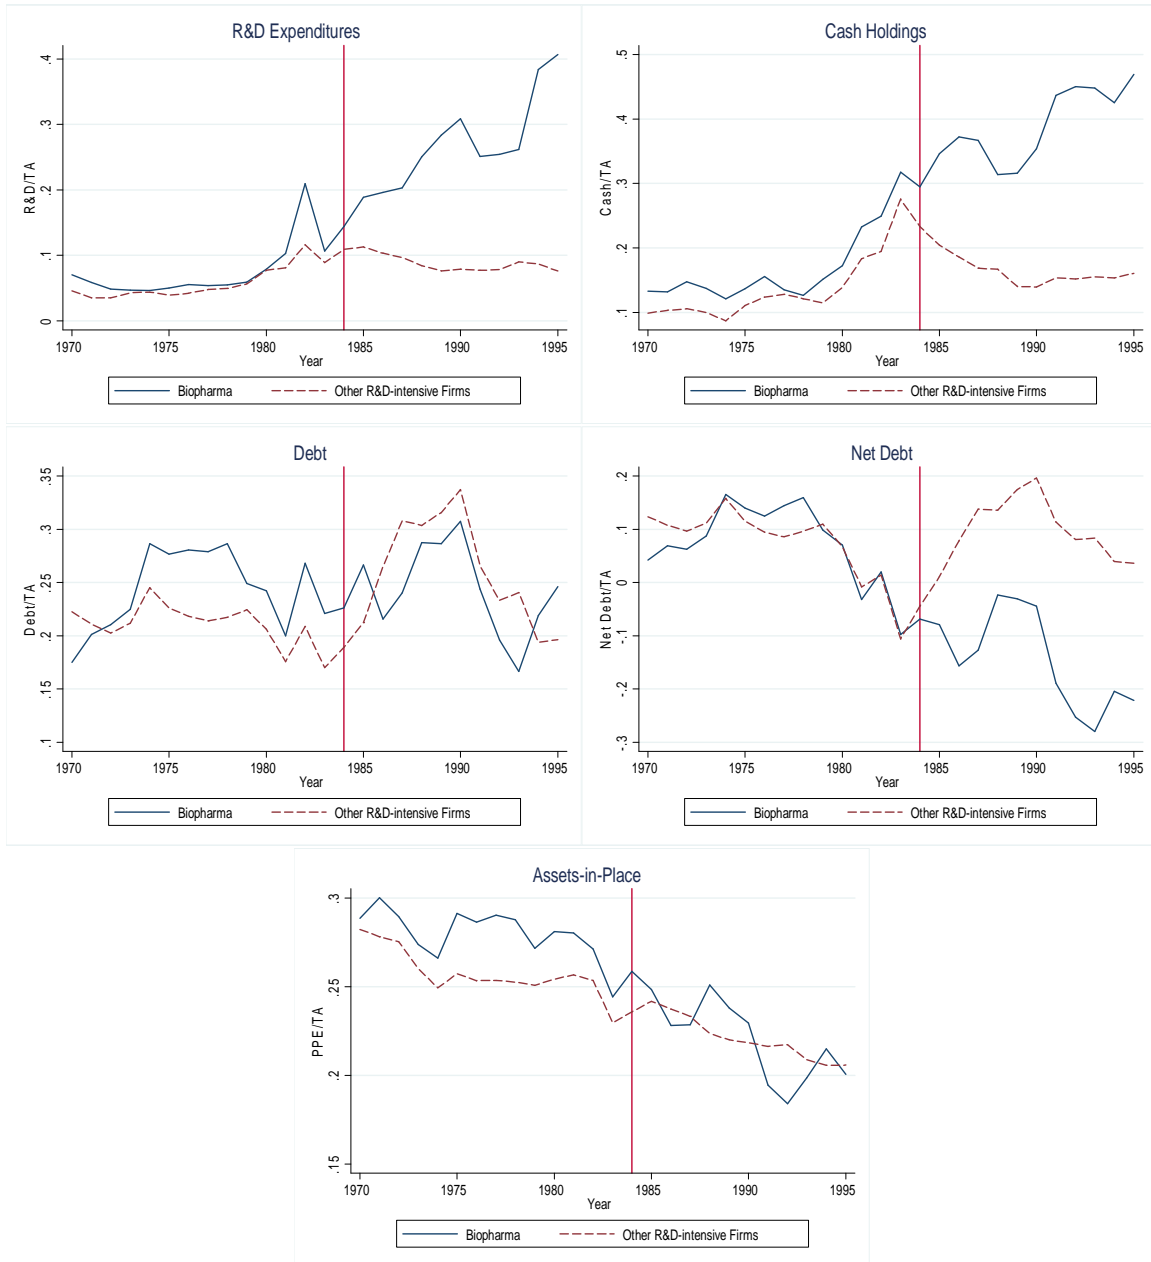 R&D Expenditures
R&D/TA
.4
.3
.2
.1
0
1970 1975 1980 1985 1990 1995
Year
Biopharma Other R&D-intensive Firms
Cash Holdings
Cash/TA
.5
.4
.3
.2
.1
1970 1975 1980 1985 1990 1995
Year
Biopharma Other R&D-intensive Firms
Debt
Debt/TA
.35
.3
.25
.2
.15
.1
1970 1975 1980 1985 1990 1995
Year
Biopharma Other R&D-intensive Firms
Net Debt
Net Debt/TA
.2
.1
0
-.1
-.2
-.3
1970 1975 1980 1985 1990 1995
Year
Biopharma Other R&D-intensive Firms
Assets-in-Place
PPE/TA
.3
.25
.2
.15
1970 1975 1980 1985 1990 1995
Year
Biopharma Other R&D-intensive Firms